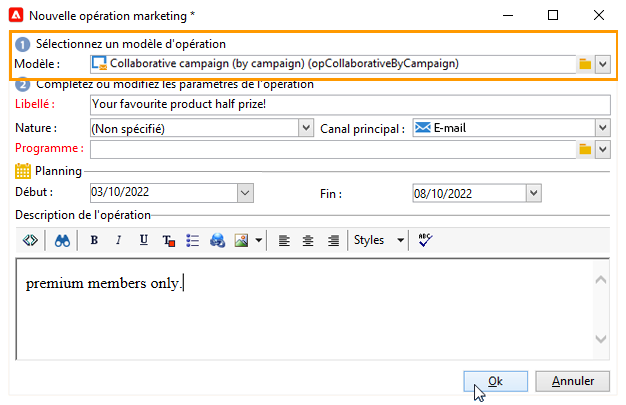 Nouvelle opération marketing *
1 Sélectionnez un modèle d'opération
Modèle : Collaborative campaign (by campaign) (opCollaborativeByCampaign)
2 Complétez ou modifiez les paramètres de l'opération
Libellé : Your favourite product half prize!
Nature : (Non spécifié) Canal principal : E-mail
Programme :
Planning
Début : 03/10/2022 Fin : 08/10/2022
Description de l'opération
B I U T Styles ABC
premium members only.
Ok Annuler